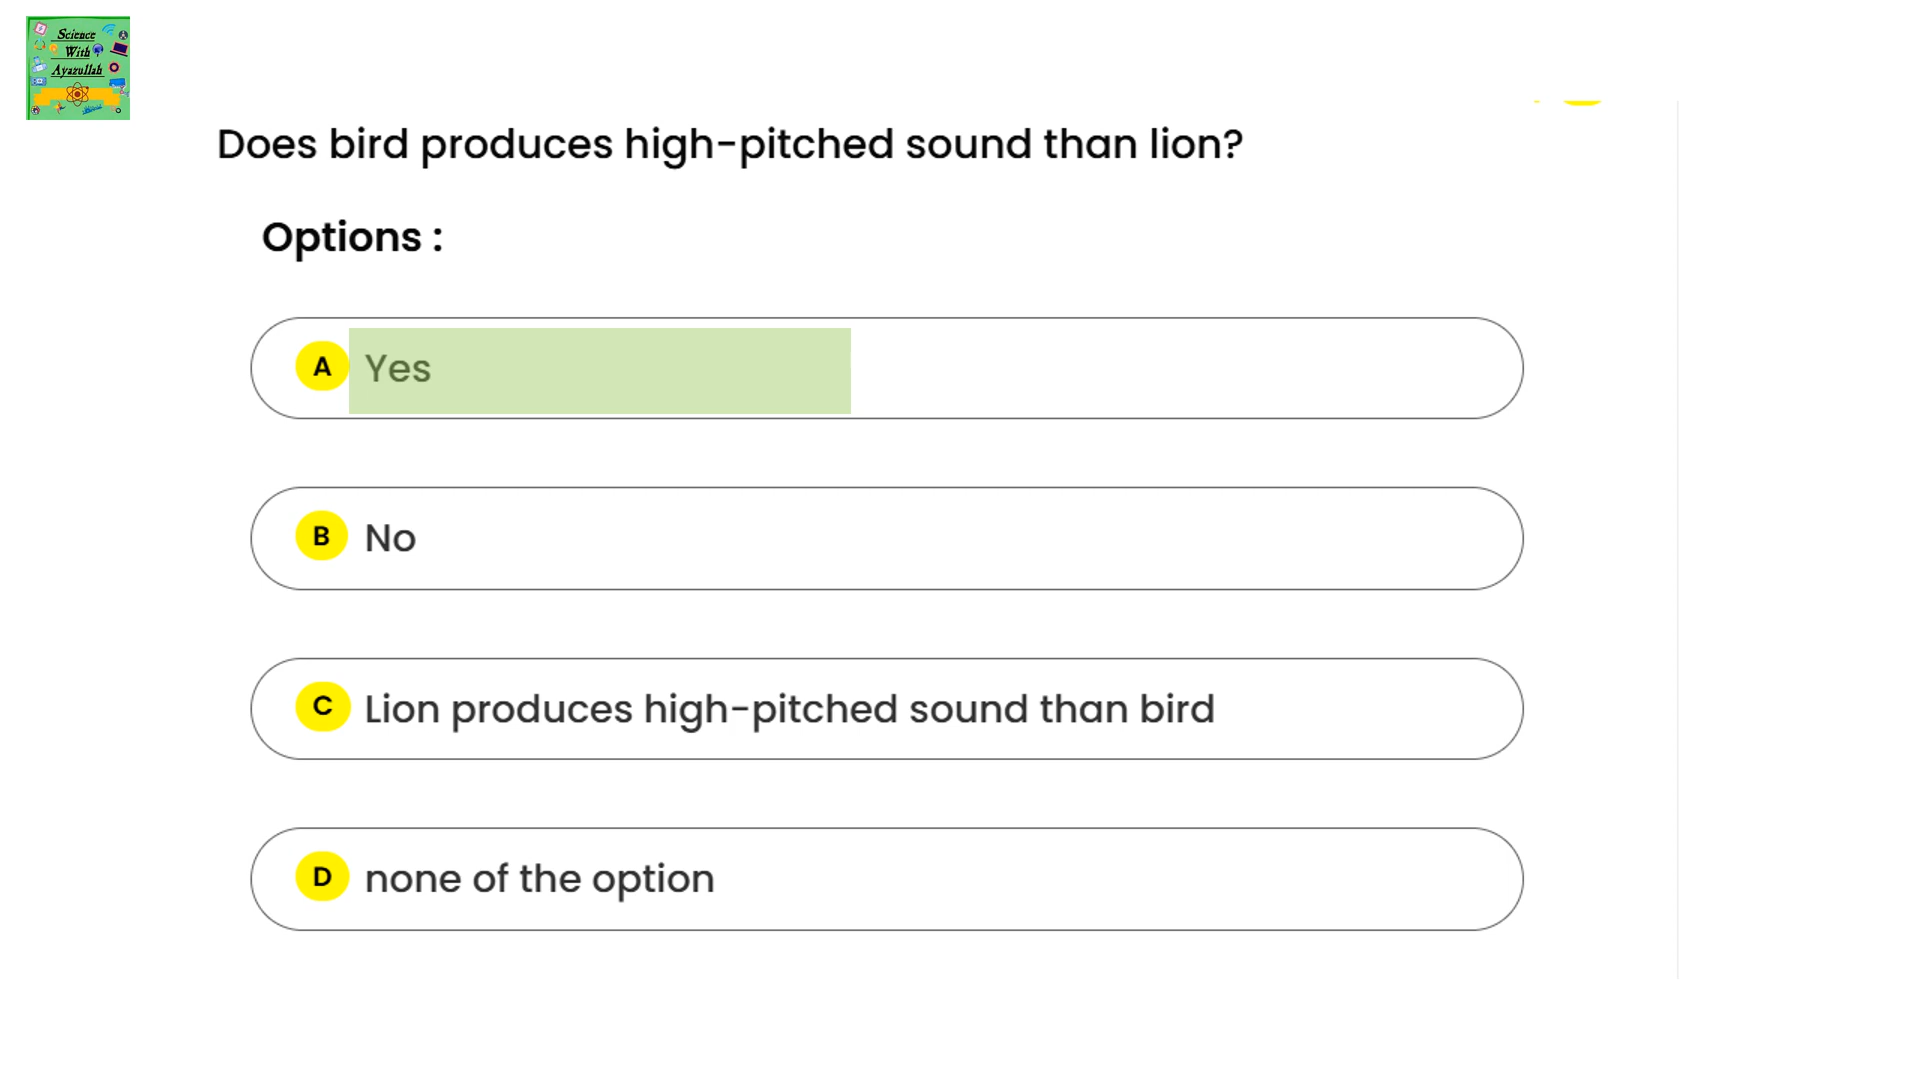 Science
With
Ayazullah
Does bird produces high-pitched sound than lion?
Options :
A Yes
B No
C Lion produces high-pitched sound than bird
D none of the option